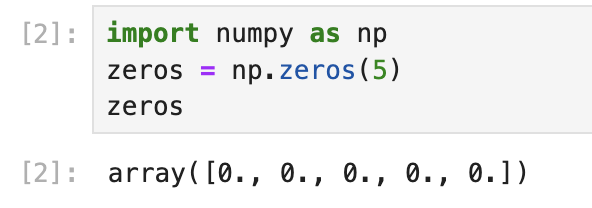 [2]: import numpy as np
zeros = np.zeros(5)
zeros
[2]: array([0., 0., 0., 0., 0.])